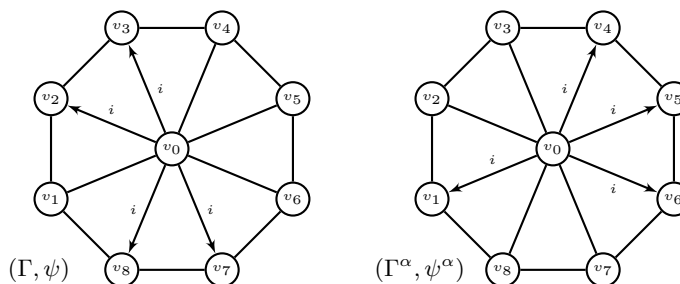 v₃ v₄ v₃ v₄
i i
v₂ i v₅ v₂ i v₅
v₀ v₀
i i
v₁ v₆ v₁ v₆
i i
(Γ, ψ) v₈ v₇ (Γ^α, ψ^α) v₈ v₇